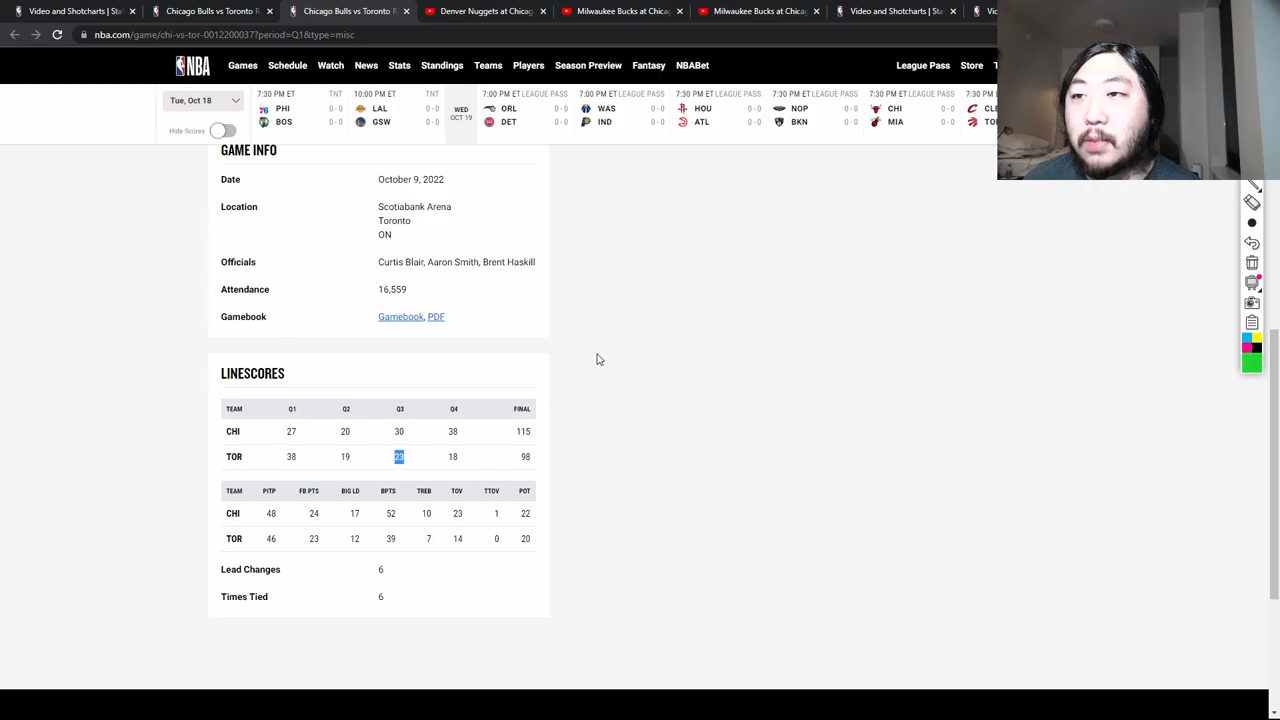 Video and Shotcharts | Sta
Chicago Bulls vs Toronto R
Chicago Bulls vs Toronto R
Denver Nuggets at Chicag
Milwaukee Bucks at Chicag
Milwaukee Bucks at Chicag
Video and Shotcharts | Sta
Vide
nba.com/game/chi-vs-tor-0012200037?period=Q1&type=misc
NBA Games Schedule Watch News Stats Standings Teams Players Season Preview Fantasy NBABet League Pass Store
Tue, Oct 18
Hide Scores
7:30 PM ET TNT
PHI 0-0
BOS 0-0
10:00 PM ET TNT
LAL 0-0
GSW 0-0
WED
OCT 19
7:00 PM ET LEAGUE PASS
ORL 0-0
DET 0-0
7:00 PM ET LEAGUE PASS
WAS 0-0
IND 0-0
7:30 PM ET LEAGUE PASS
HOU 0-0
ATL 0-0
7:30 PM ET LEAGUE PASS
NOP 0-0
BKN 0-0
7:30 PM ET LEAGUE PASS
CHI 0-0
MIA 0-0
7:30 P
CLE
TOR
GAME INFO
Date October 9, 2022
Location Scotiabank Arena
Toronto
ON
Officials Curtis Blair, Aaron Smith, Brent Haskill
Attendance 16,559
Gamebook Gamebook, PDF
LINESCORES
TEAM Q1 Q2 Q3 Q4 FINAL
CHI 27 20 30 38 115
TOR 38 19 23 18 98
TEAM PITP FB PTS BIG LD BPTS TREB TOV TTOV POT
CHI 48 24 17 52 10 23 1 22
TOR 46 23 12 39 7 14 0 20
Lead Changes 6
Times Tied 6